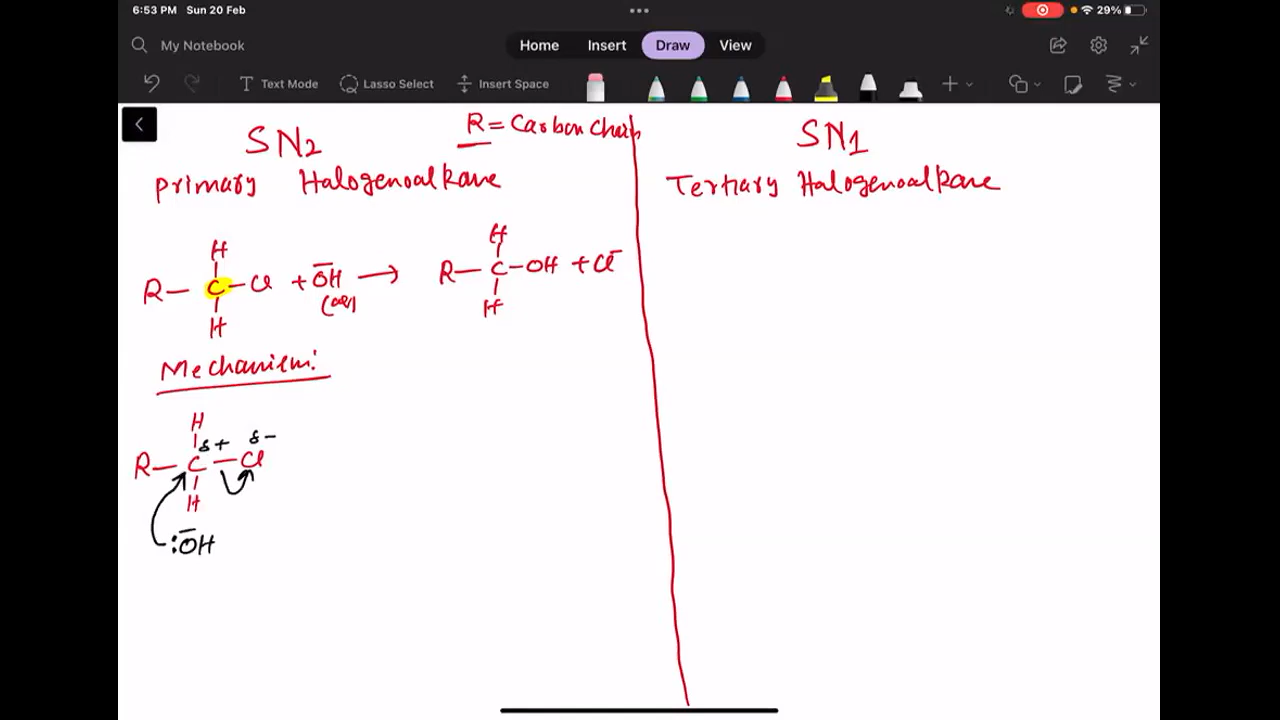 6:53 PM Sun 20 Feb
29%
My Notebook
Home Insert Draw View
Text Mode Lasso Select Insert Space
SN2
R = Carbon chain
Primary Halogenoalkane
H
R — C — Cl + OH⁻ → R — C — OH + Cl⁻
(aq)
H
H
H
Mechanism:
H
δ+ δ−
R — C — Cl
H
:OH⁻
SN1
Tertiary Halogenoalkane